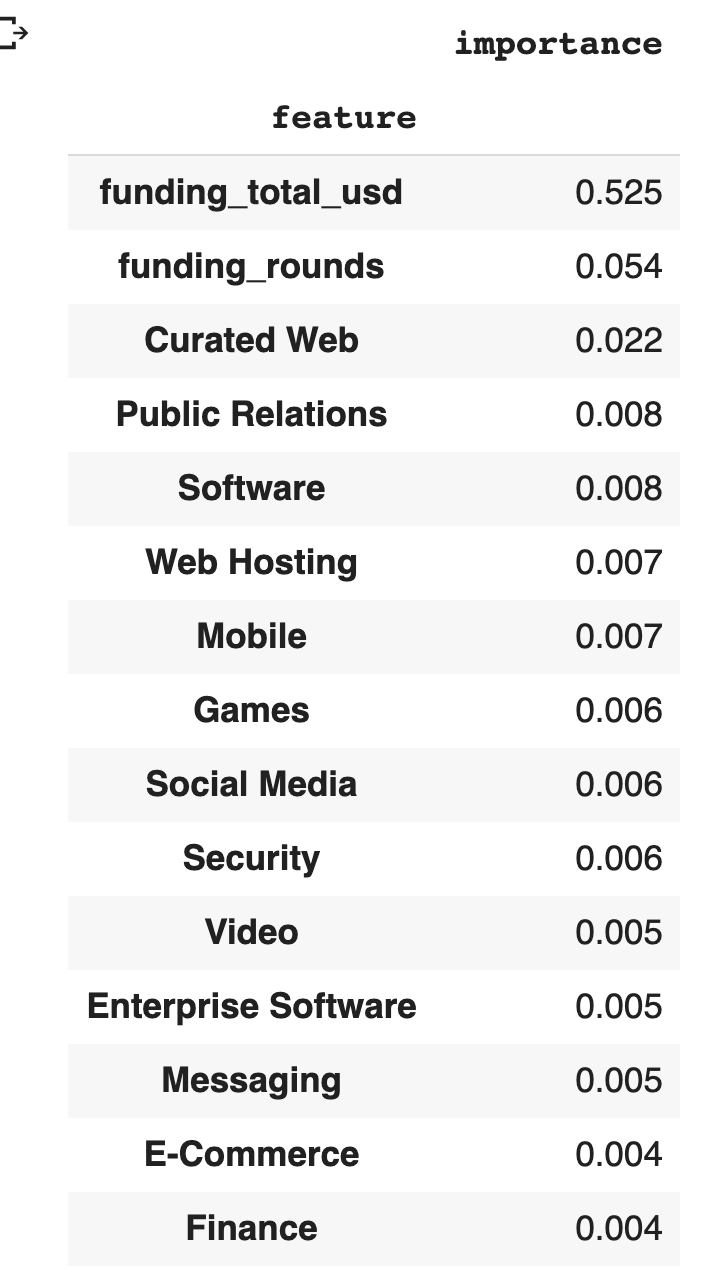 importance
feature
funding_total_usd 0.525
funding_rounds 0.054
Curated Web 0.022
Public Relations 0.008
Software 0.008
Web Hosting 0.007
Mobile 0.007
Games 0.006
Social Media 0.006
Security 0.006
Video 0.005
Enterprise Software 0.005
Messaging 0.005
E-Commerce 0.004
Finance 0.004